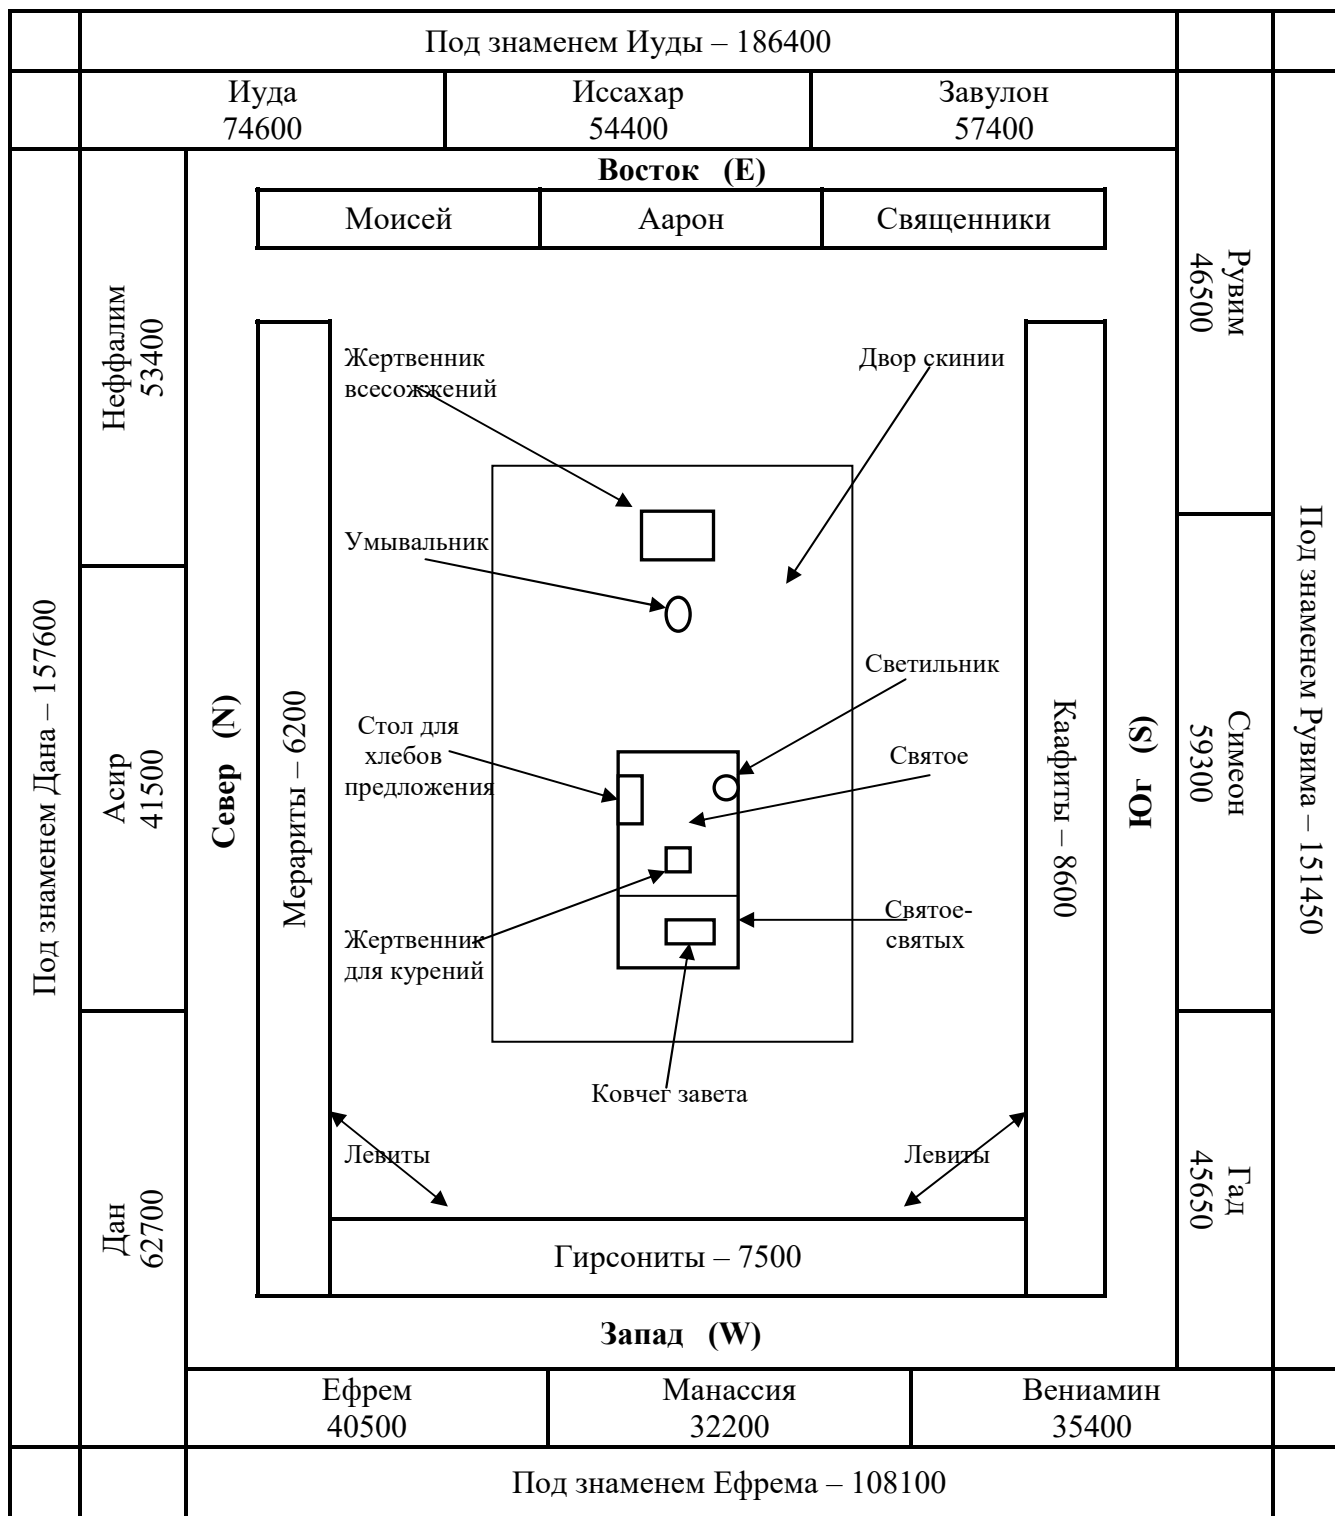 Под знаменем Иуды – 186400
Иуда
74600
Иссахар
54400
Завулон
57400
Восток (E)
Моисей
Аарон
Священники
Под знаменем Дана – 157600
Неффалим
53400
Асир
41500
Дан
62700
Север (N)
Мерариты – 6200
Жертвенник
всесожжений
Двор скинии
Умывальник
Светильник
Стол для
хлебов
предложения
Святое
Жертвенник
для курений
Святое-
святых
Ковчег завета
Левиты
Левиты
Гирсониты – 7500
Каафиты – 8600
Юг (S)
Рувим
46500
Симеон
59300
Гад
45650
Под знаменем Рувима – 151450
Запад (W)
Ефрем
40500
Манассия
32200
Вениамин
35400
Под знаменем Ефрема – 108100